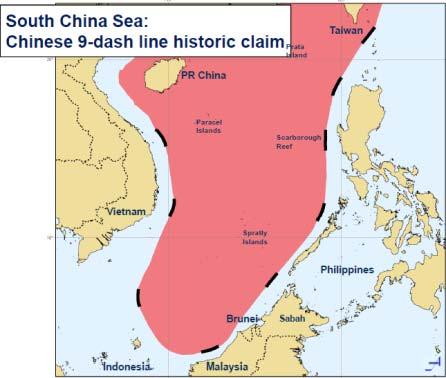 South China Sea:
Chinese 9-dash line historic claim
Taiwan
Prata
Island
PR China
Paracel
Islands
Scarborough
Reef
Vietnam
Spratly
Islands
Philippines
Brunei
Sabah
Indonesia
Malaysia